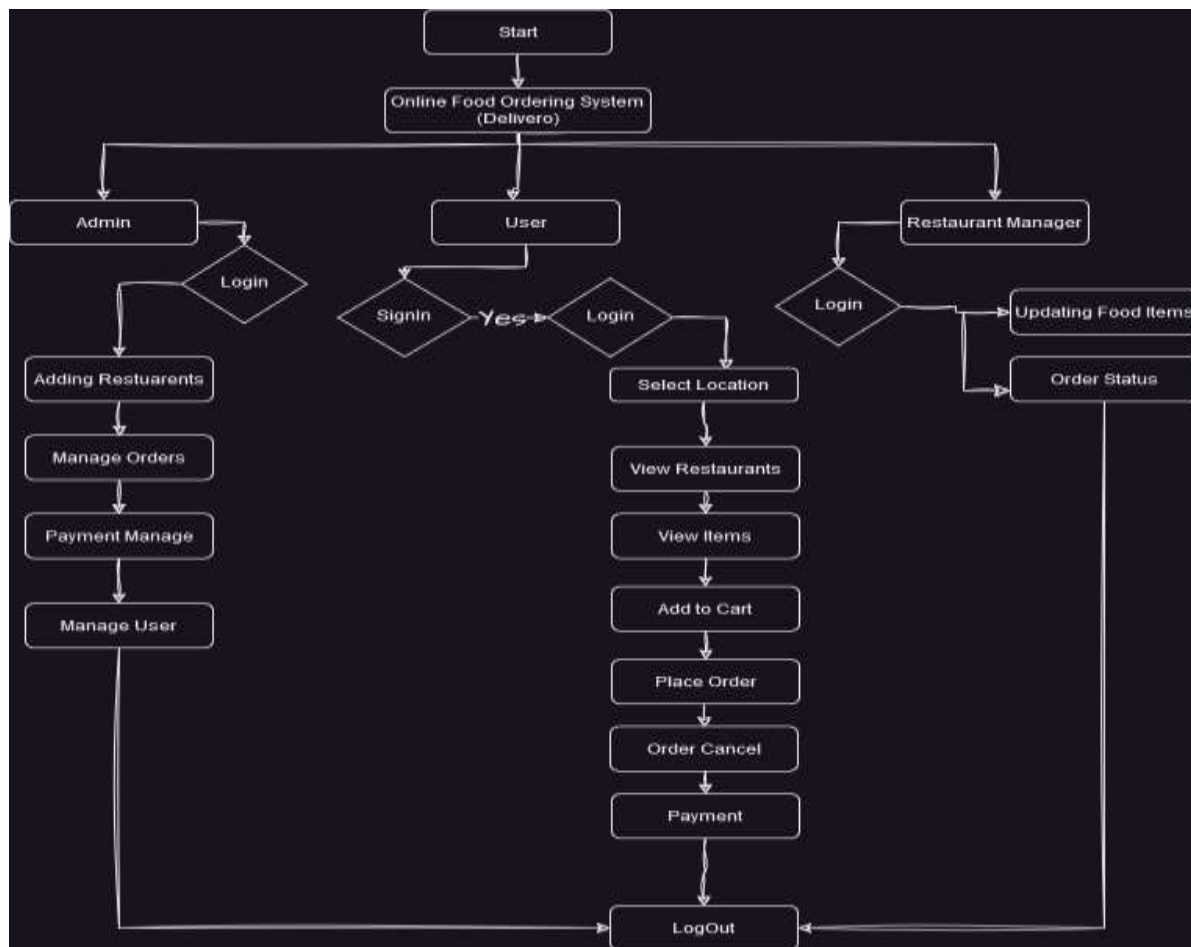 Start
Online Food Ordering System
(Delivero)
Admin
User
Restaurant Manager
Login
SignIn
Yes
Login
Login
Updating Food Items
Adding Restuarents
Select Location
Order Status
Manage Orders
View Restaurants
Payment Manage
View Items
Manage User
Add to Cart
Place Order
Order Cancel
Payment
LogOut